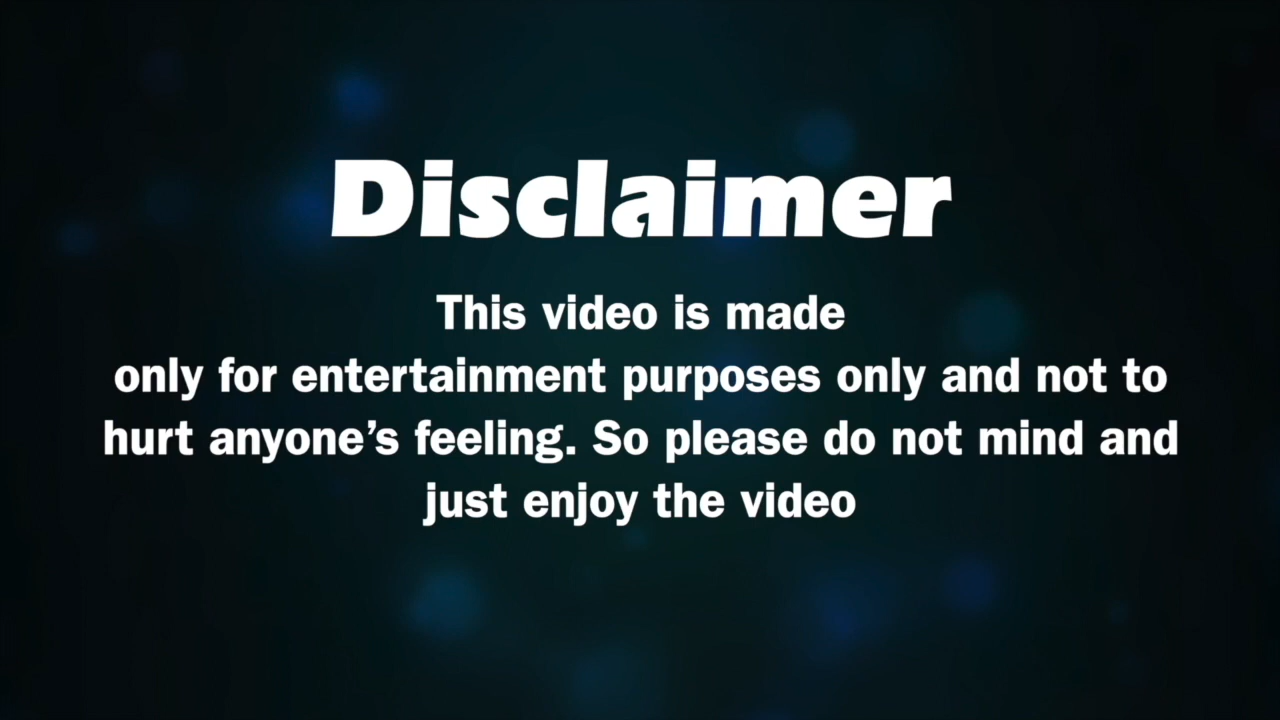 Disclaimer
This video is made
only for entertainment purposes only and not to
hurt anyone’s feeling. So please do not mind and
just enjoy the video